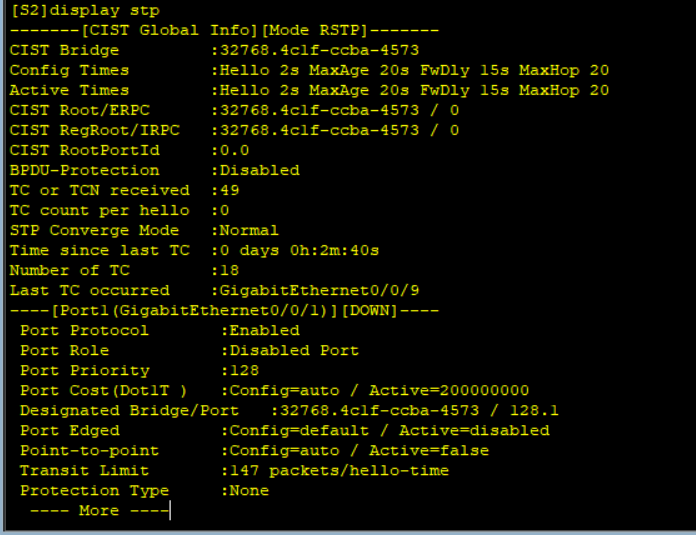 [S2]display stp
-------[CIST Global Info][Mode RSTP]-------
CIST Bridge         :32768.4c1f-ccba-4573
Config Times        :Hello 2s MaxAge 20s FwDly 15s MaxHop 20
Active Times        :Hello 2s MaxAge 20s FwDly 15s MaxHop 20
CIST Root/ERPC      :32768.4c1f-ccba-4573 / 0
CIST RegRoot/IRPC   :32768.4c1f-ccba-4573 / 0
CIST RootPortId     :0.0
BPDU-Protection     :Disabled
TC or TCN received  :49
TC count per hello  :0
STP Converge Mode   :Normal
Time since last TC  :0 days 0h:2m:40s
Number of TC        :18
Last TC occurred    :GigabitEthernet0/0/9
----[Port1(GigabitEthernet0/0/1)][DOWN]----
 Port Protocol       :Enabled
 Port Role           :Disabled Port
 Port Priority       :128
 Port Cost(Dot1T )   :Config=auto / Active=200000000
 Designated Bridge/Port   :32768.4c1f-ccba-4573 / 128.1
 Port Edged          :Config=default / Active=disabled
 Point-to-point      :Config=auto / Active=false
 Transit Limit       :147 packets/hello-time
 Protection Type     :None
  ---- More ----